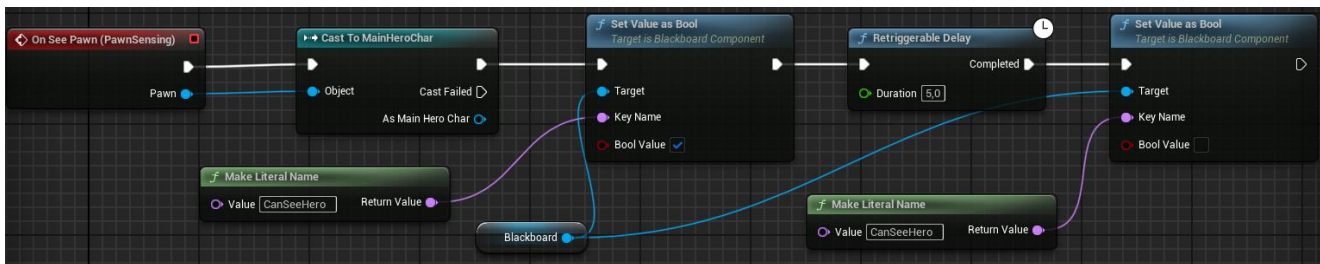 On See Pawn (PawnSensing)
Pawn
Cast To MainHeroChar
Object
Cast Failed
As Main Hero Char
Make Literal Name
Value CanSeeHero Return Value
Set Value as Bool
Target is Blackboard Component
Target
Key Name
Bool Value
Blackboard
Retriggerable Delay
Completed
Duration 5,0
Make Literal Name
Value CanSeeHero Return Value
Set Value as Bool
Target is Blackboard Component
Target
Key Name
Bool Value